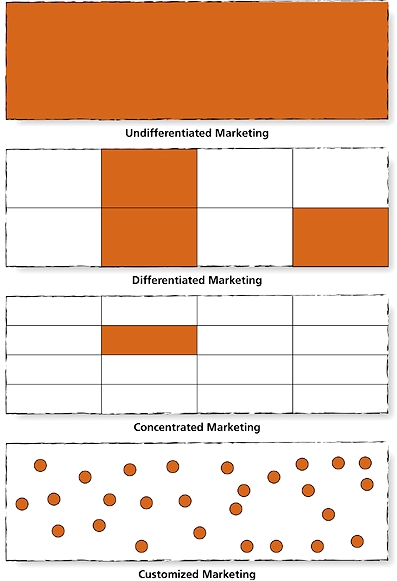 Undifferentiated Marketing
Differentiated Marketing
Concentrated Marketing
Customized Marketing